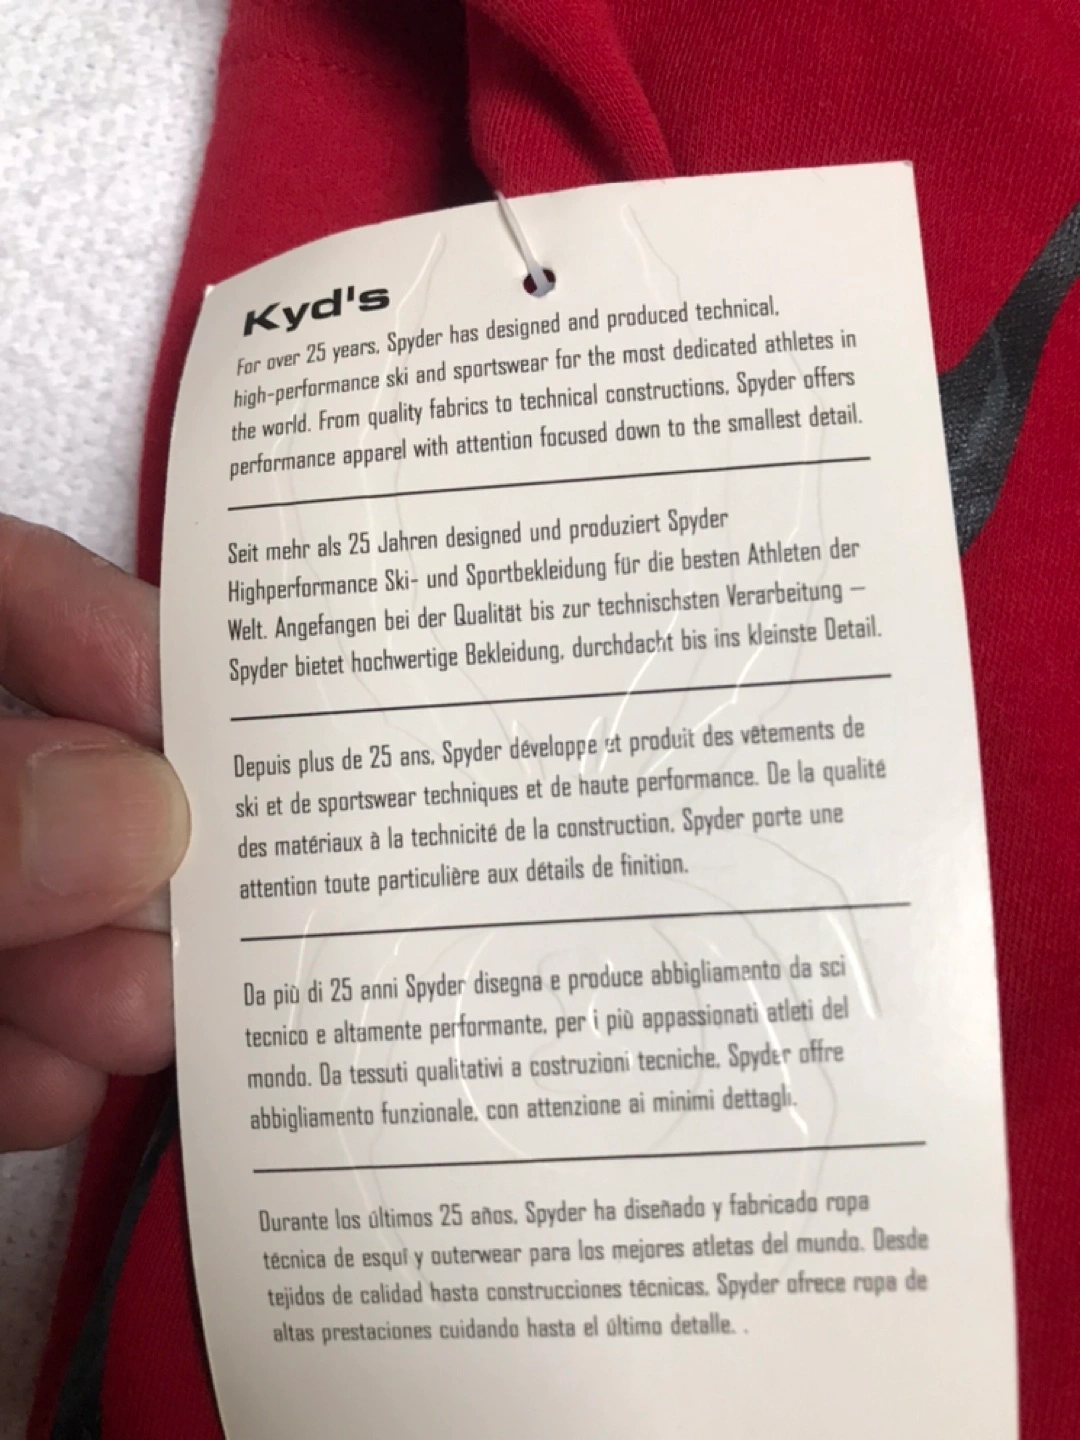 Kyd's
For over 25 years, Spyder has designed and produced technical,
high-performance ski and sportswear for the most dedicated athletes in
the world. From quality fabrics to technical constructions, Spyder offers
performance apparel with attention focused down to the smallest detail.
Seit mehr als 25 Jahren designed und produziert Spyder
Highperformance Ski- und Sportbekleidung für die besten Athleten der
Welt. Angefangen bei der Qualität bis zur technischsten Verarbeitung –
Spyder bietet hochwertige Bekleidung, durchdacht bis ins kleinste Detail.
Depuis plus de 25 ans, Spyder développe et produit des vêtements de
ski et de sportswear techniques et de haute performance. De la qualité
des matériaux à la technicité de la construction, Spyder porte une
attention toute particulière aux détails de finition.
Da più di 25 anni Spyder disegna e produce abbigliamento da sci
tecnico e altamente performante, per i più appassionati atleti del
mondo. Da tessuti qualitativi a costruzioni tecniche, Spyder offre
abbigliamento funzionale, con attenzione ai minimi dettagli.
Durante los últimos 25 años, Spyder ha diseñado y fabricado ropa
técnica de esquí y outerwear para los mejores atletas del mundo. Desde
tejidos de calidad hasta construcciones técnicas, Spyder ofrece ropa de
altas prestaciones cuidando hasta el último detalle. .